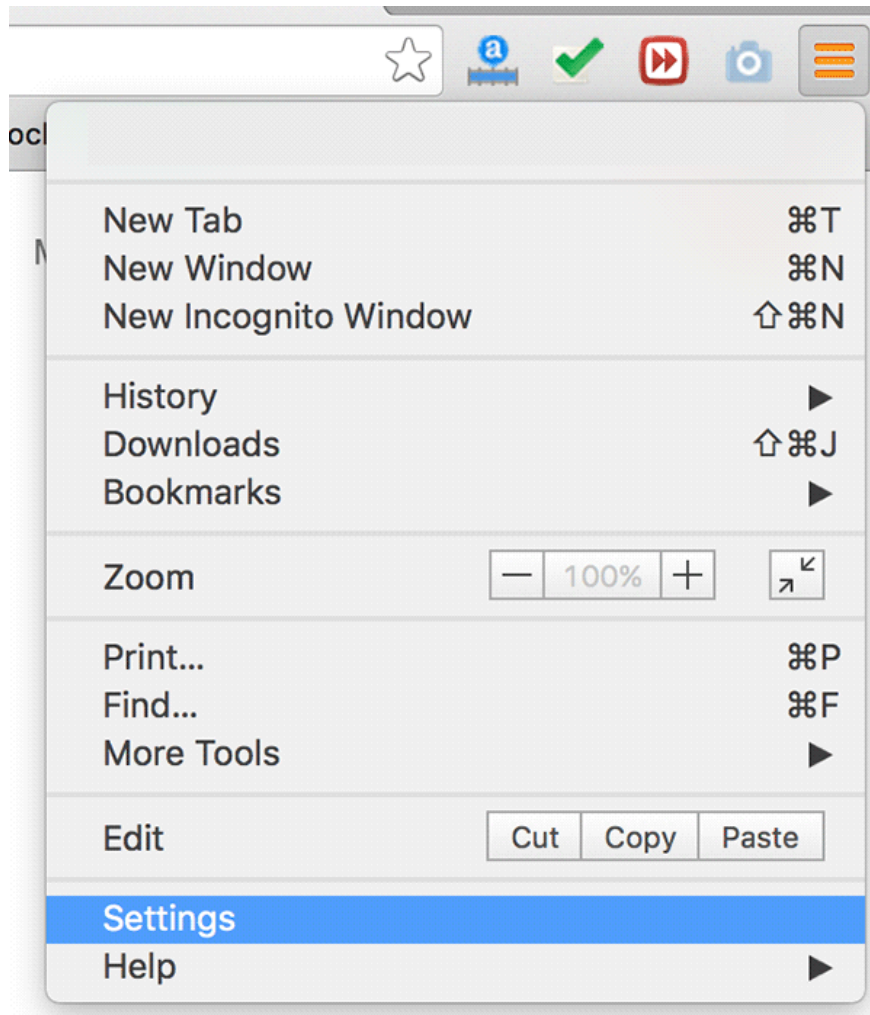 a
ock
New Tab ⌘T
New Window ⌘N
New Incognito Window ⇧⌘N
History ▶
Downloads ⇧⌘J
Bookmarks ▶
Zoom — 100% +
Print... ⌘P
Find... ⌘F
More Tools ▶
Edit Cut Copy Paste
Settings
Help ▶